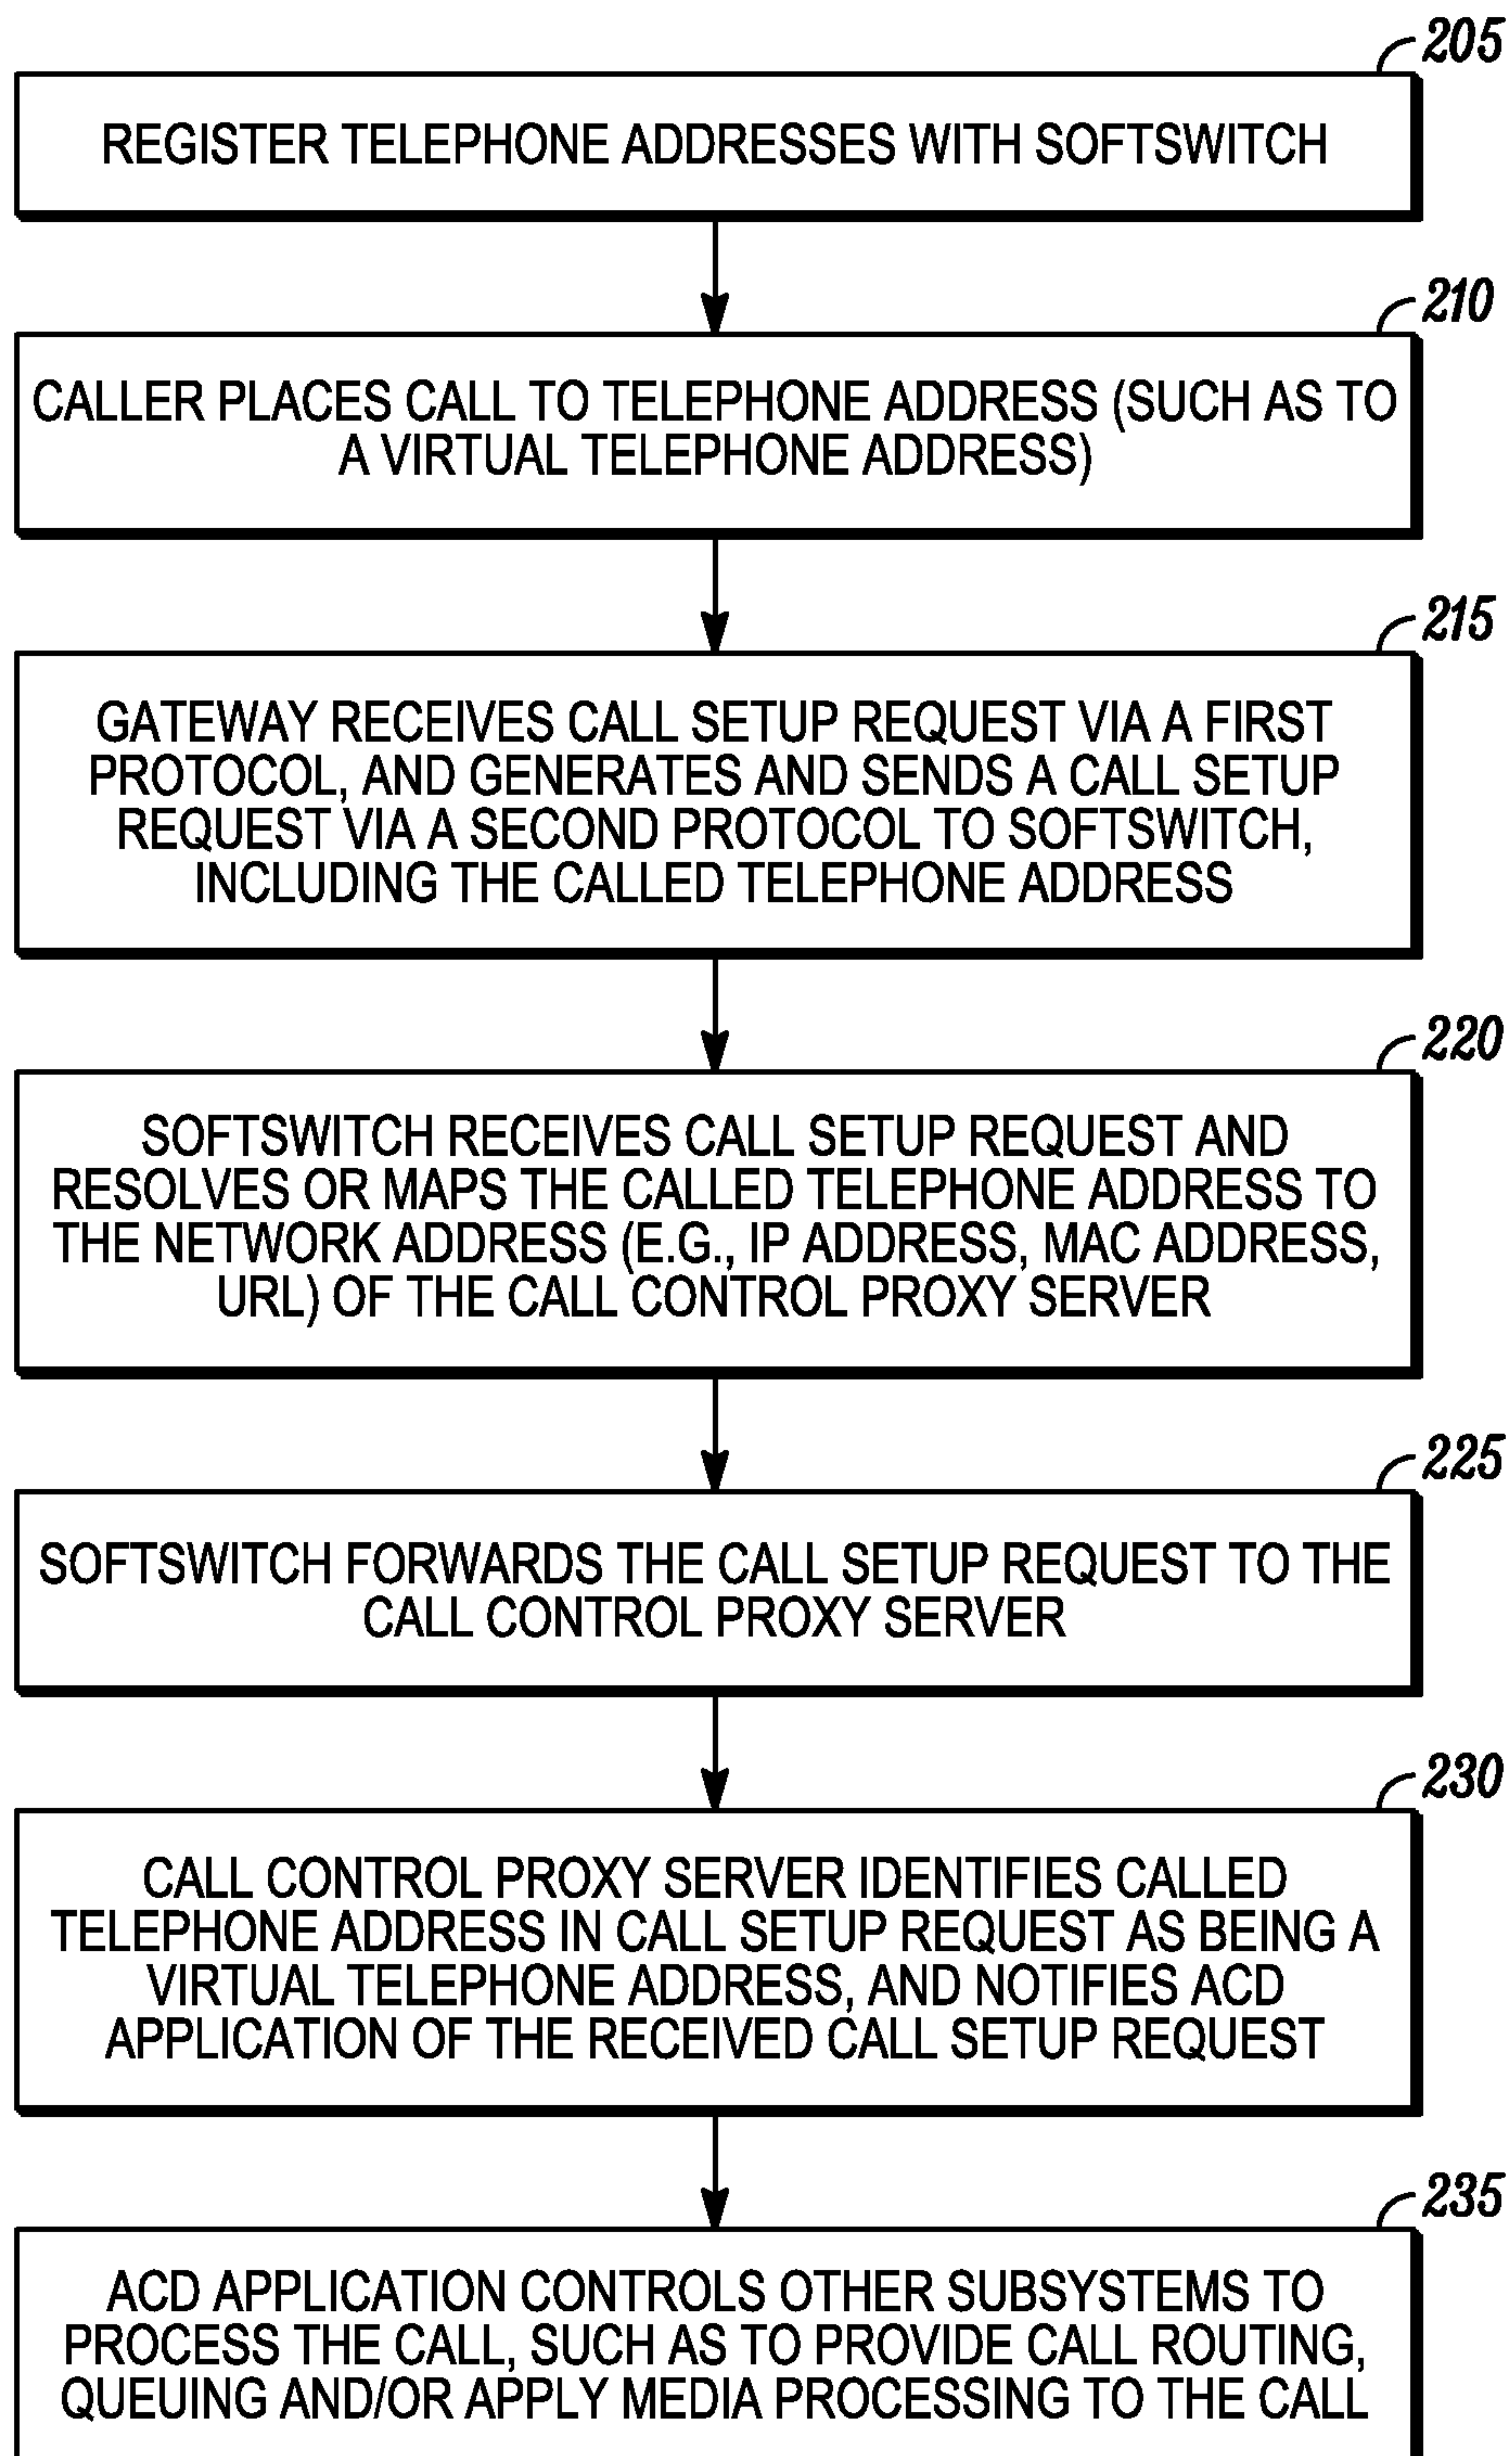 205
REGISTER TELEPHONE ADDRESSES WITH SOFTSWITCH
210
CALLER PLACES CALL TO TELEPHONE ADDRESS (SUCH AS TO
A VIRTUAL TELEPHONE ADDRESS)
215
GATEWAY RECEIVES CALL SETUP REQUEST VIA A FIRST
PROTOCOL, AND GENERATES AND SENDS A CALL SETUP
REQUEST VIA A SECOND PROTOCOL TO SOFTSWITCH,
INCLUDING THE CALLED TELEPHONE ADDRESS
220
SOFTSWITCH RECEIVES CALL SETUP REQUEST AND
RESOLVES OR MAPS THE CALLED TELEPHONE ADDRESS TO
THE NETWORK ADDRESS (E.G., IP ADDRESS, MAC ADDRESS,
URL) OF THE CALL CONTROL PROXY SERVER
225
SOFTSWITCH FORWARDS THE CALL SETUP REQUEST TO THE
CALL CONTROL PROXY SERVER
230
CALL CONTROL PROXY SERVER IDENTIFIES CALLED
TELEPHONE ADDRESS IN CALL SETUP REQUEST AS BEING A
VIRTUAL TELEPHONE ADDRESS, AND NOTIFIES ACD
APPLICATION OF THE RECEIVED CALL SETUP REQUEST
235
ACD APPLICATION CONTROLS OTHER SUBSYSTEMS TO
PROCESS THE CALL, SUCH AS TO PROVIDE CALL ROUTING,
QUEUING AND/OR APPLY MEDIA PROCESSING TO THE CALL